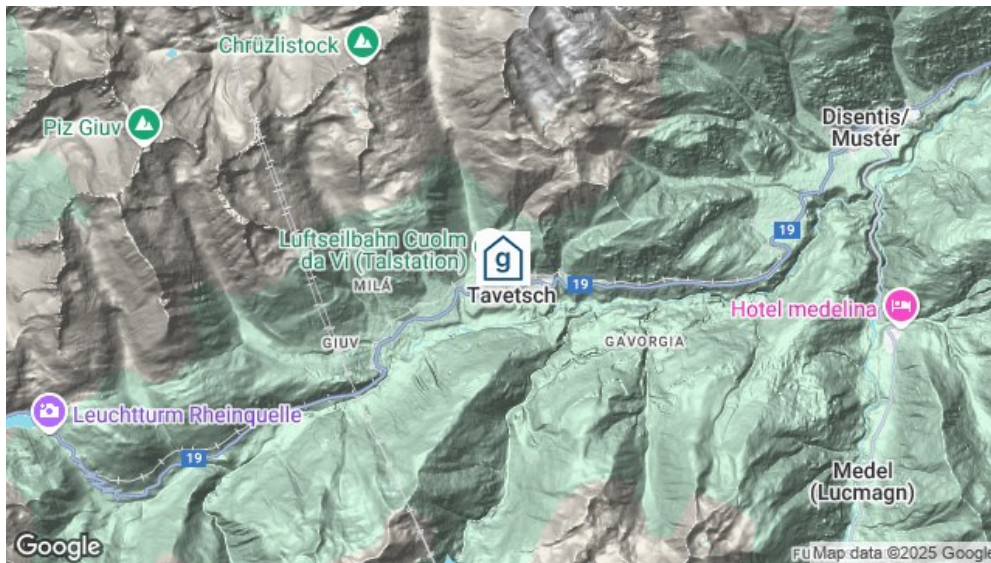 Chrüzlistock
Piz Giuv
Disentis/
Mustér
19
Luftseilbahn Cuolm
da Vi (Talstation)
g
MILÁ
Tavetsch
19
Hotel medelina
GIUV
GAVORGIA
Leuchtturm Rheinquelle
19
Medel
(Lucmagn)
Google
Map data ©2025 Google